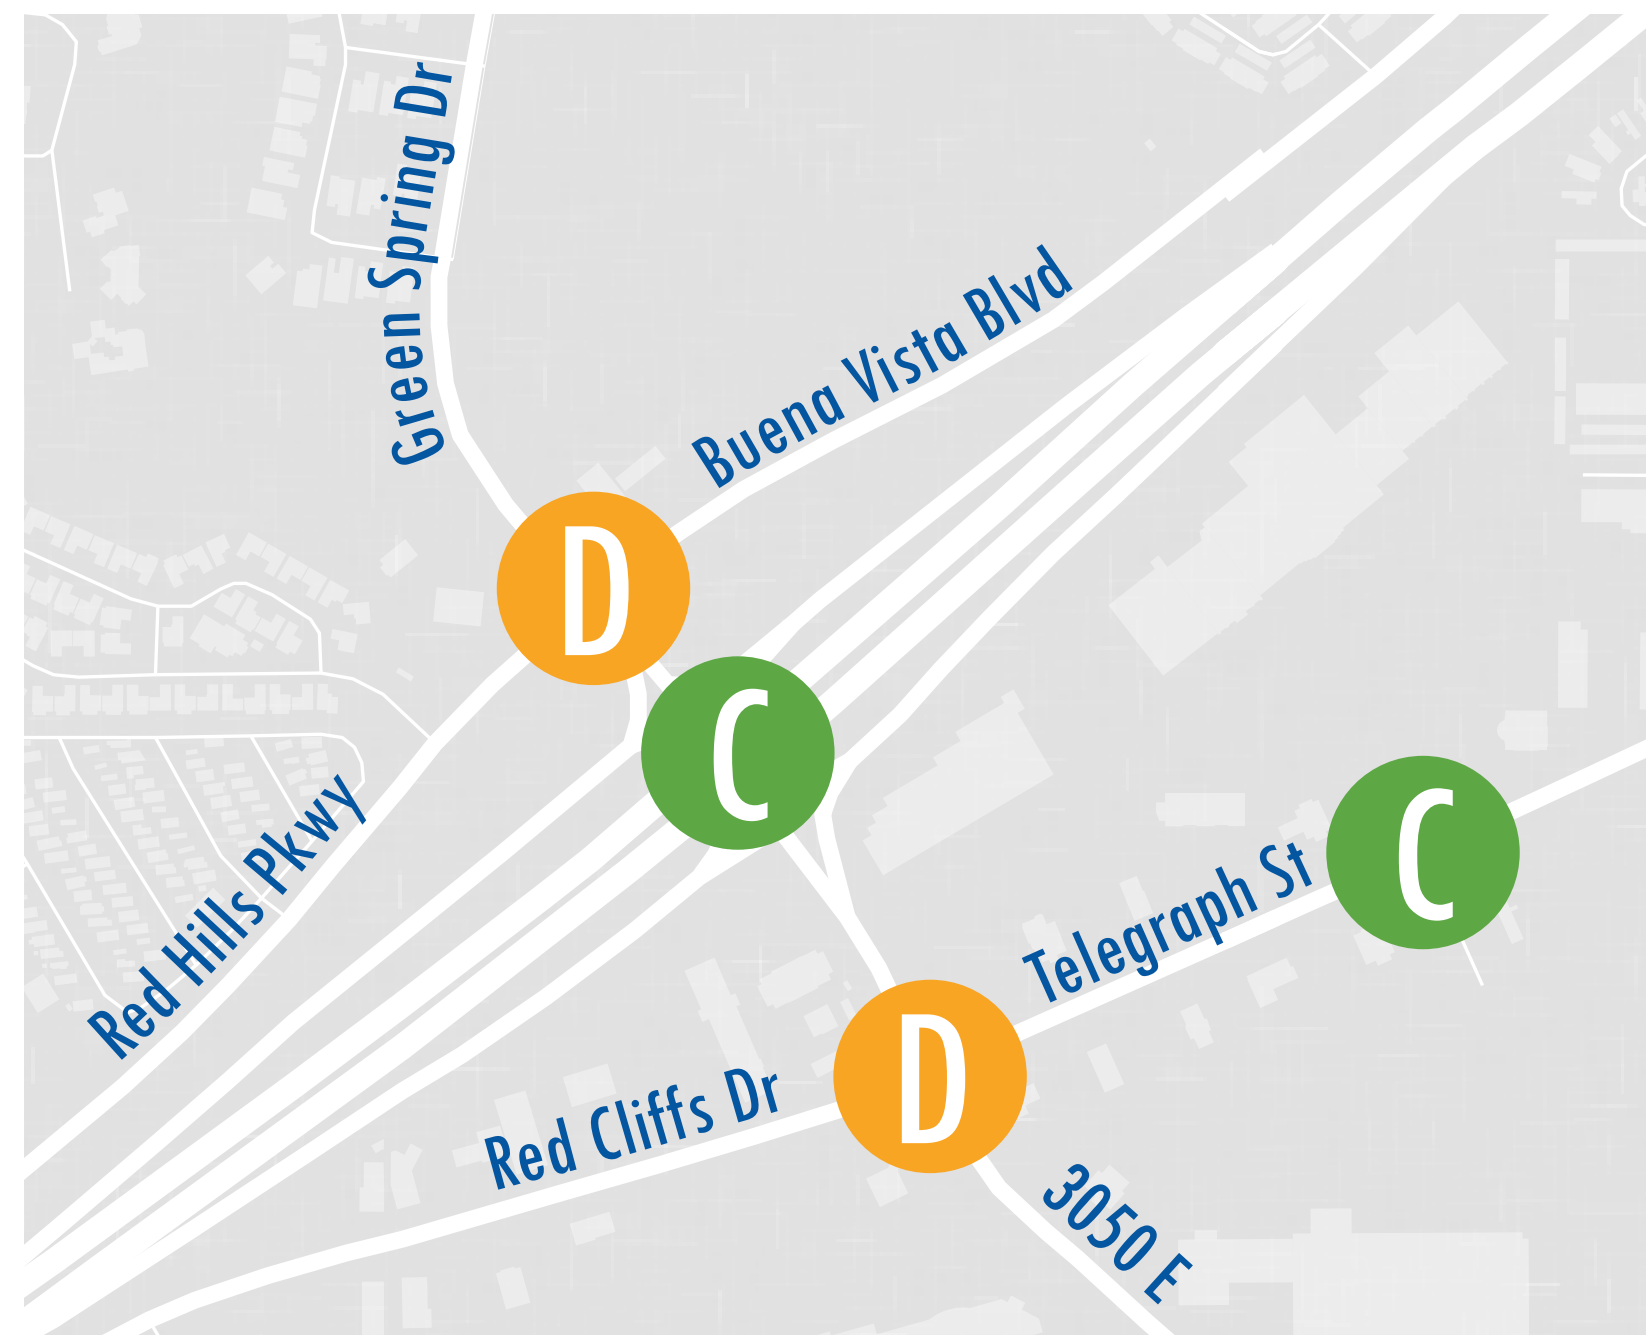 Green Spring Dr
Buena Vista Blvd
D
C
Red Hills Pkwy
C
Telegraph St
D
Red Cliffs Dr
3050 E